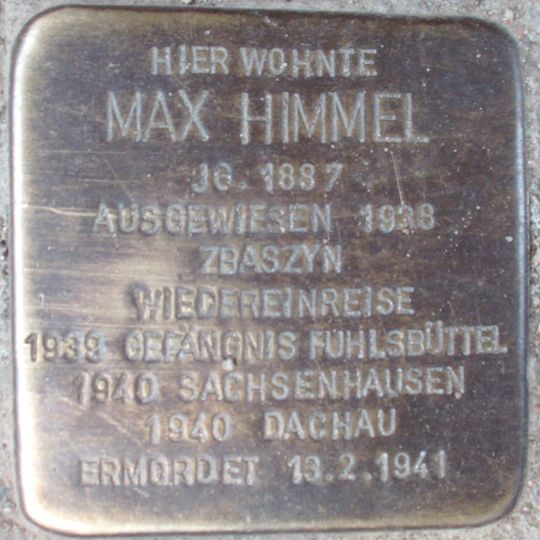 HIER WOHNTE
MAX HIMMEL
JG. 1887
AUSGEWIESEN 1938
ZBASZYN
WIEDEREINREISE
1939 GEFÄNGNIS FUHLSBÜTTEL
1940 SACHSENHAUSEN
1940 DACHAU
ERMORDET 19.2.1941